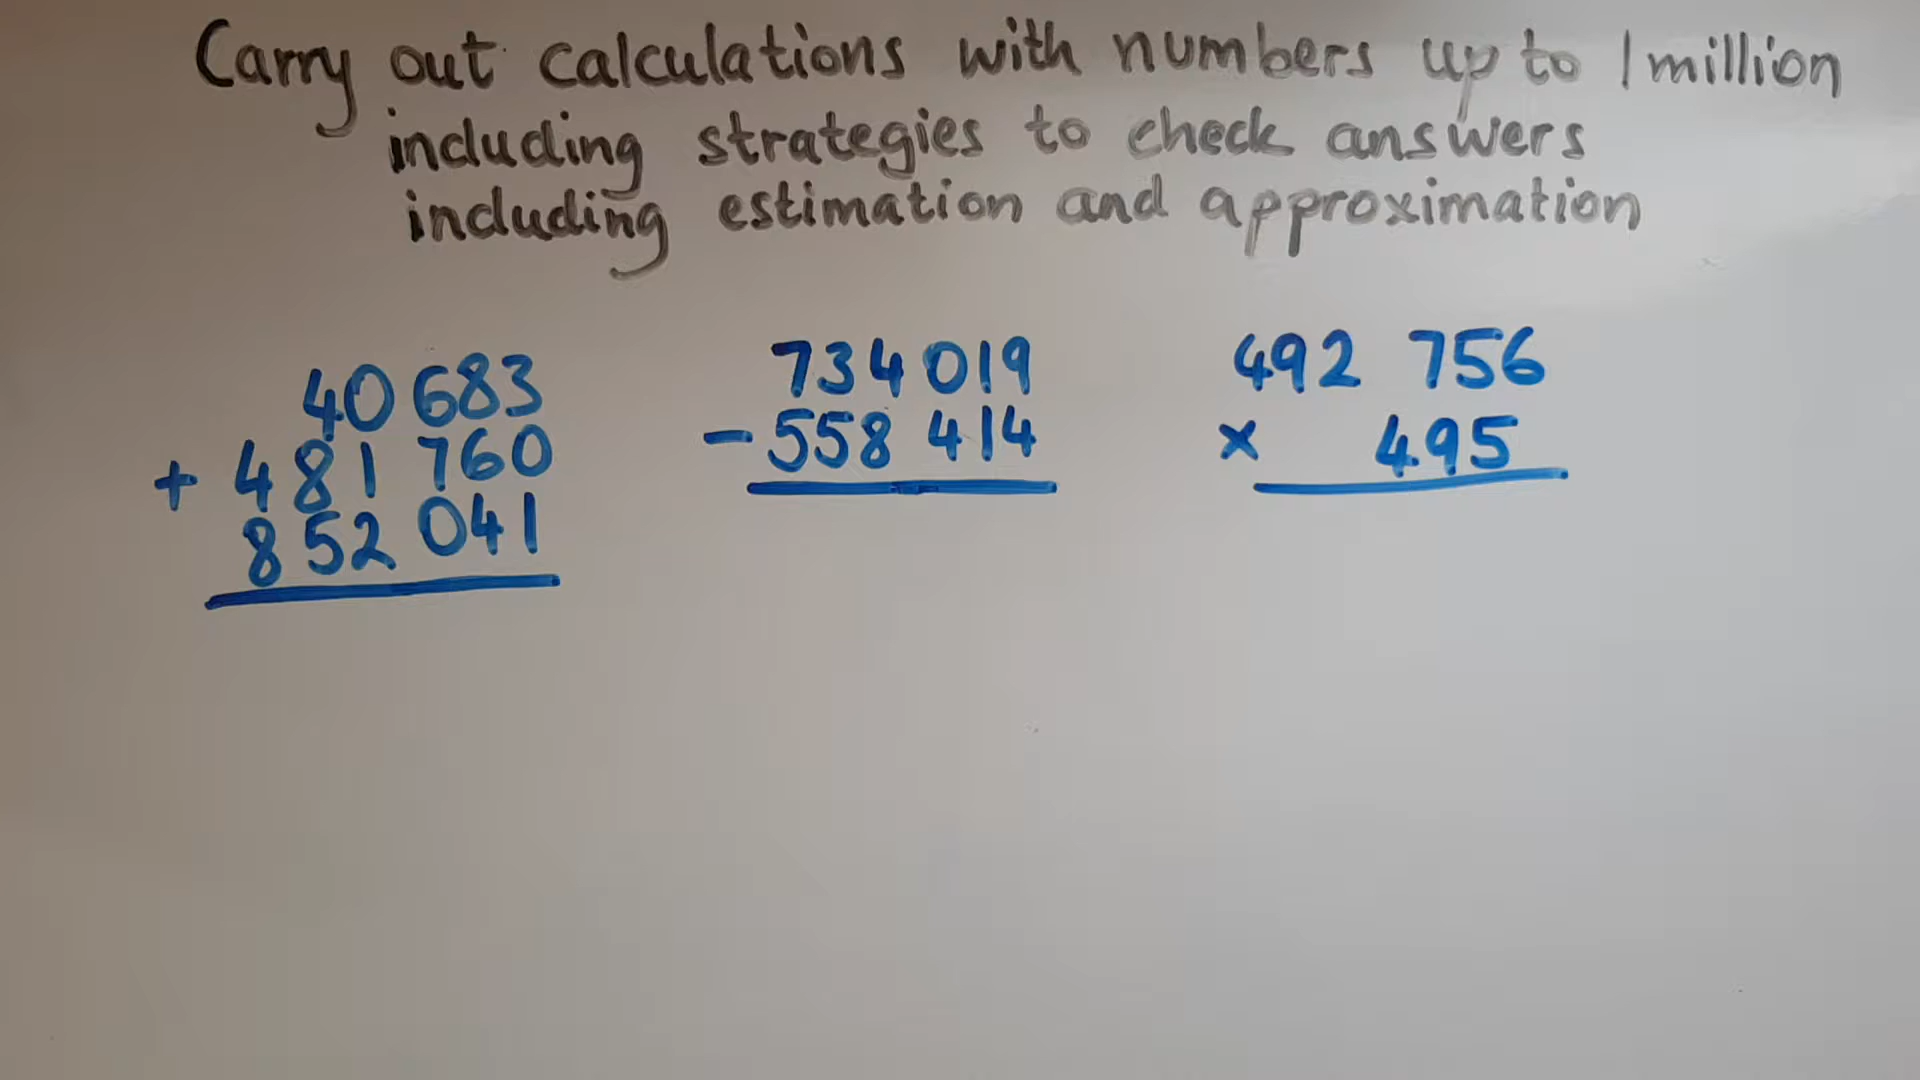 Carry out calculations with numbers up to 1 million
including strategies to check answers
including estimation and approximation
40 683
+ 481 760
852 041
734 019
- 558 414
492 756
x 495